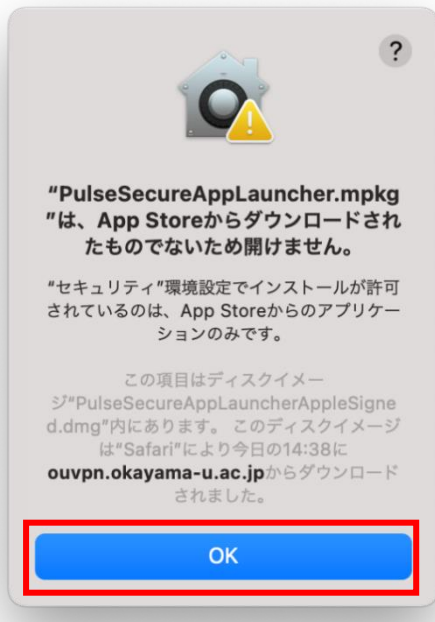 ?
“PulseSecureAppLauncher.mpkg
”は、App Storeからダウンロードされ
たものでないため開けません。
“セキュリティ”環境設定でインストールが許可
されているのは、App Storeからのアプリケー
ションのみです。
この項目はディスクイメー
ジ“PulseSecureAppLauncherAppleSigne
d.dmg”内にあります。 このディスクイメージ
は“Safari”により今日の14:38に
ouvpn.okayama-u.ac.jpからダウンロード
されました。
OK